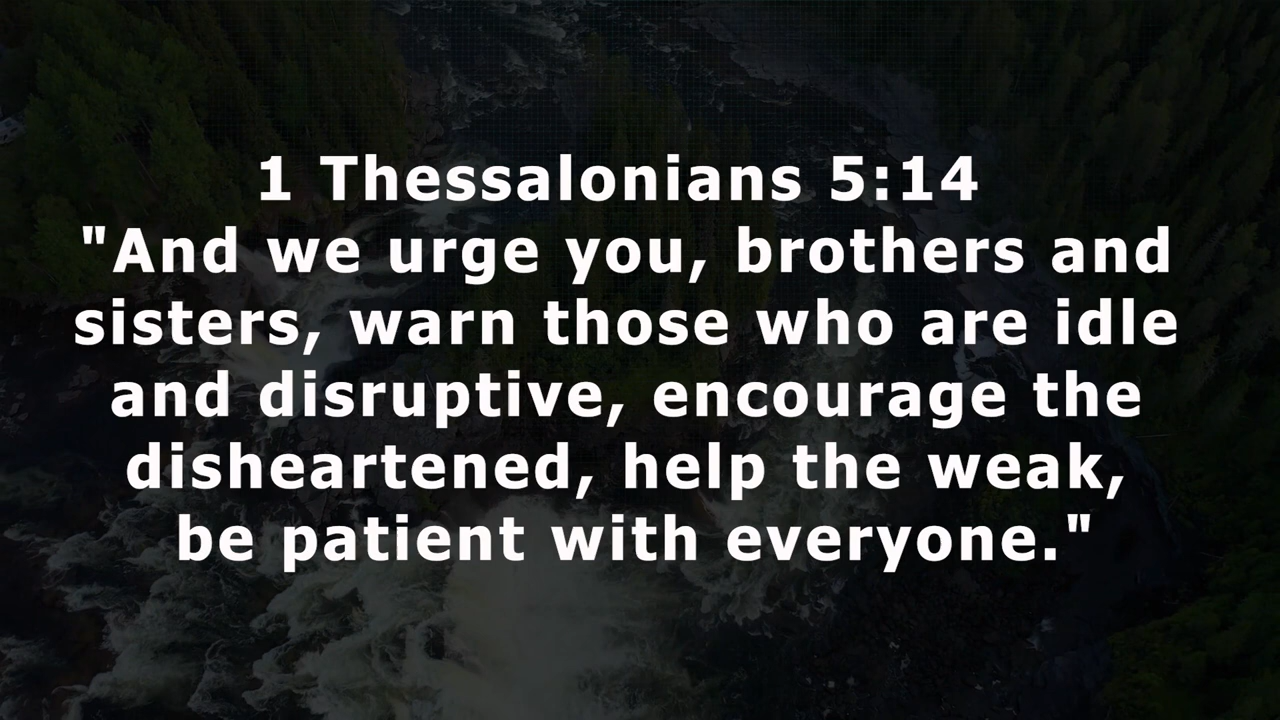 1 Thessalonians 5:14
"And we urge you, brothers and
sisters, warn those who are idle
and disruptive, encourage the
disheartened, help the weak,
be patient with everyone."